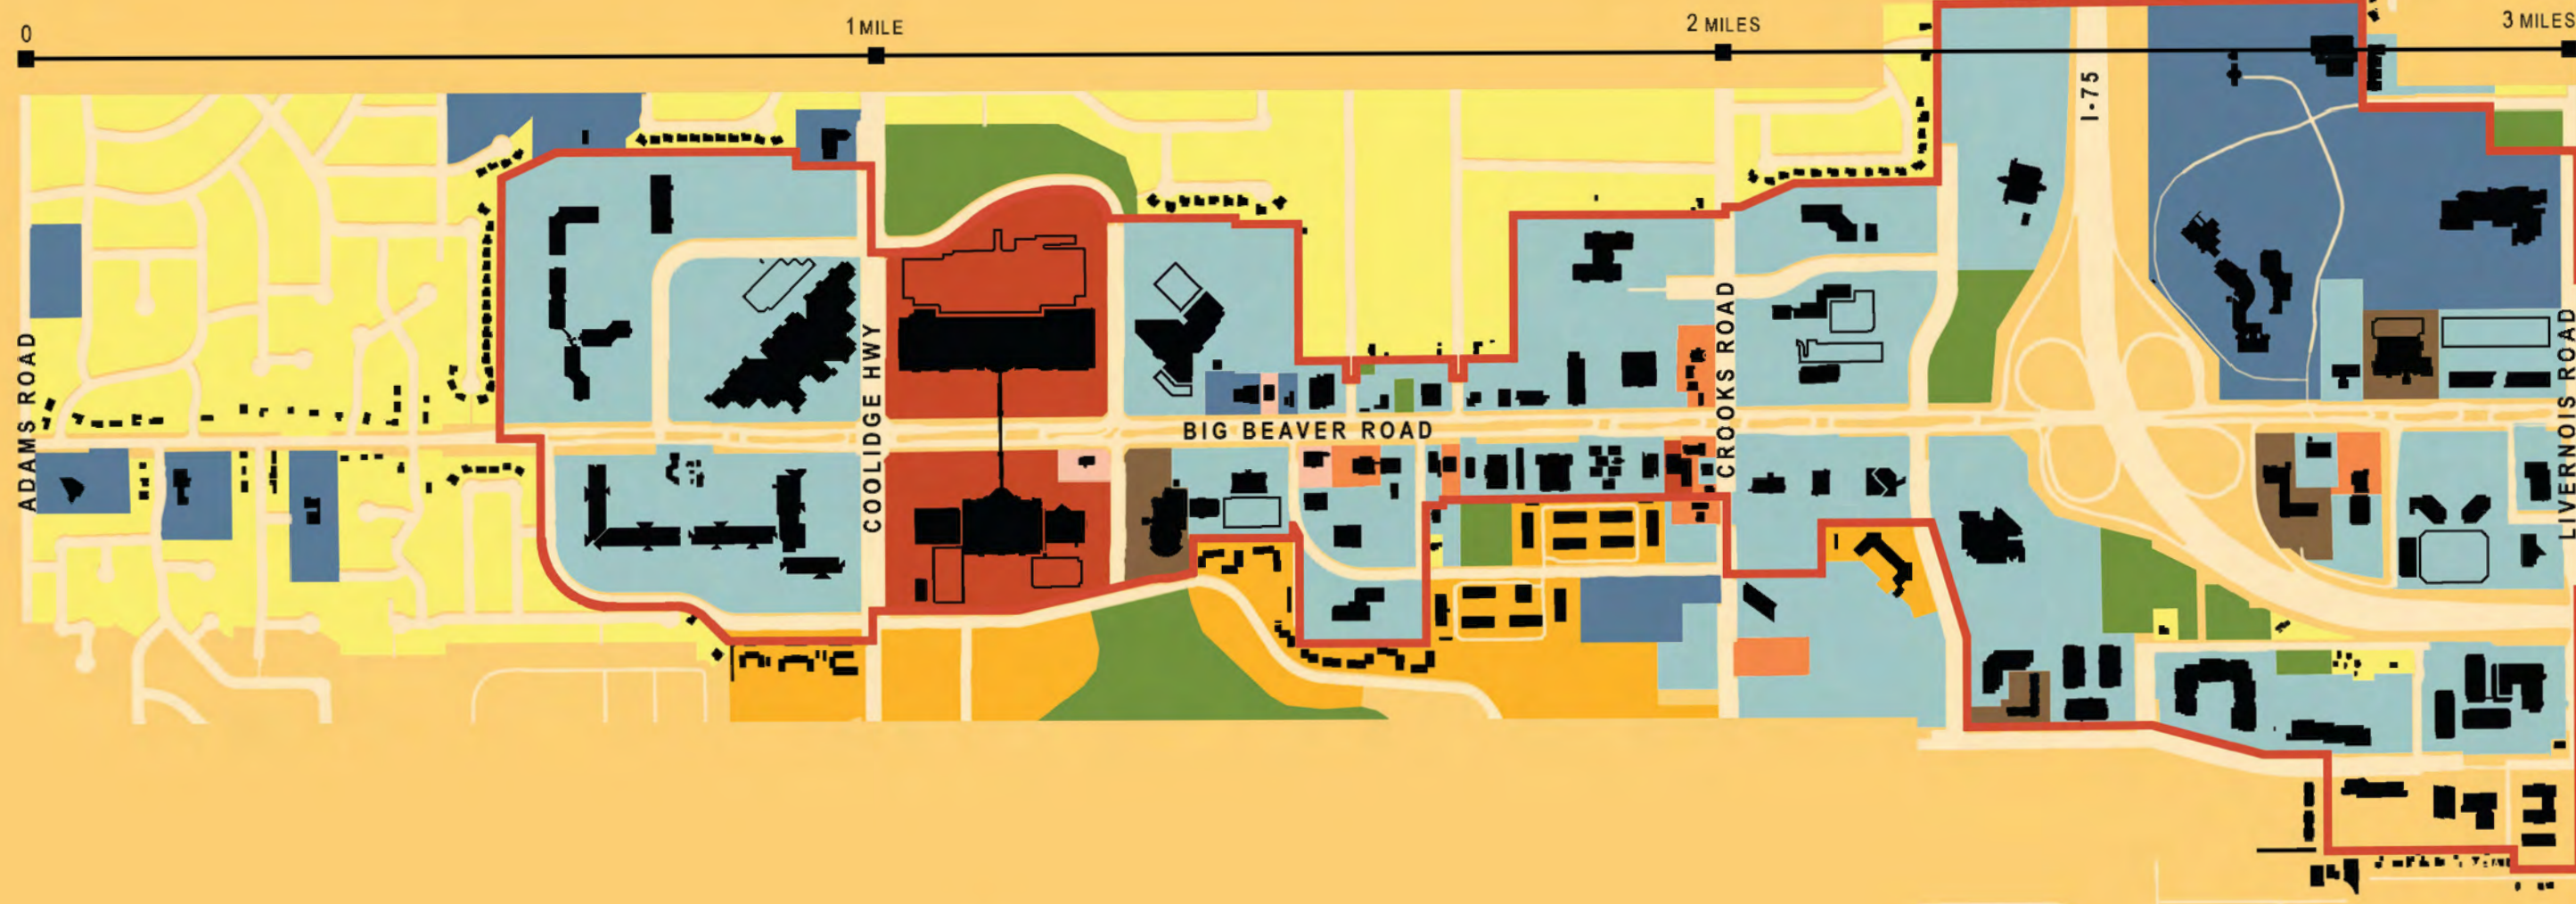 0
1 MILE
2 MILES
3 MILES
I-75
ADAMS ROAD
COOLIDGE HWY
BIG BEAVER ROAD
CROOKS ROAD
LIVERNOIS ROAD